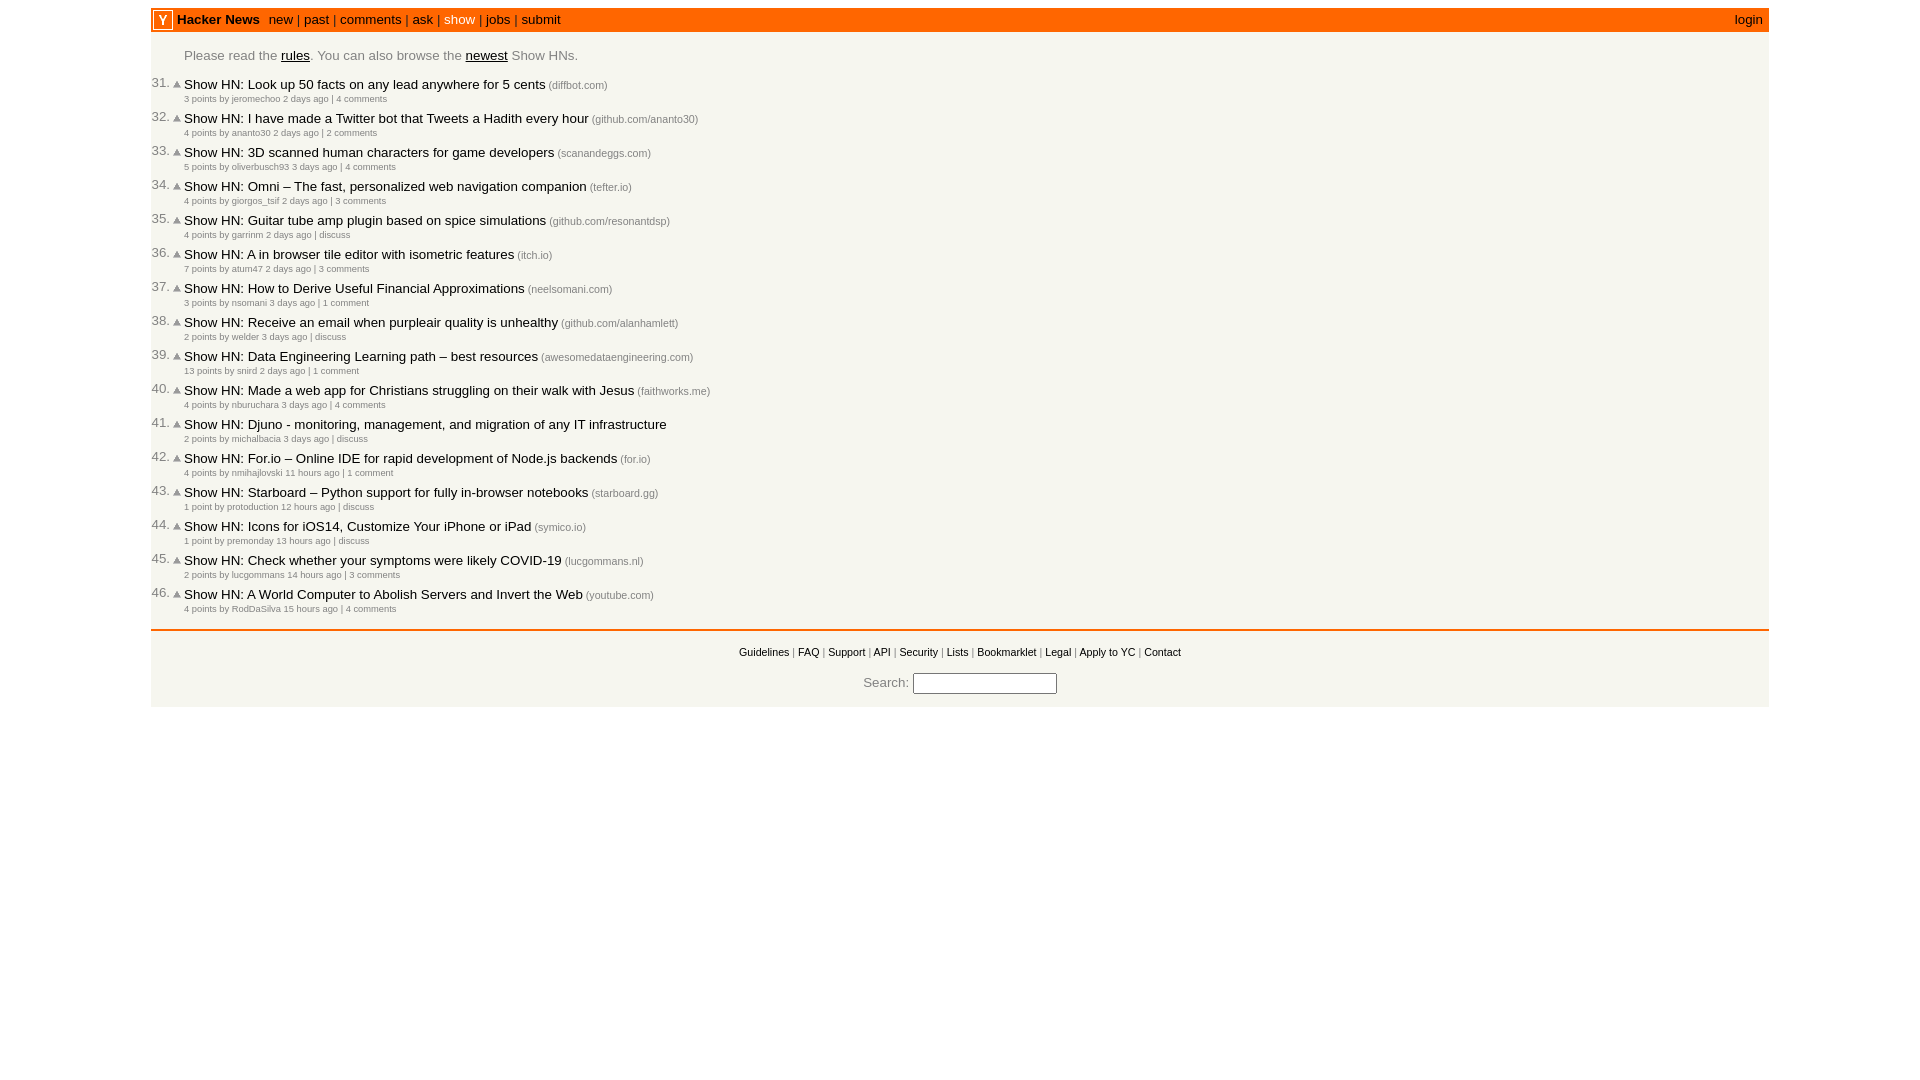 Y Hacker News new | past | comments | ask | show | jobs | submit login
Please read the rules. You can also browse the newest Show HNs.
31. Show HN: Look up 50 facts on any lead anywhere for 5 cents (diffbot.com)
3 points by jeromechoo 2 days ago | 4 comments
32. Show HN: I have made a Twitter bot that Tweets a Hadith every hour (github.com/ananto30)
4 points by ananto30 2 days ago | 2 comments
33. Show HN: 3D scanned human characters for game developers (scanandeggs.com)
5 points by oliverbusch93 3 days ago | 4 comments
34. Show HN: Omni – The fast, personalized web navigation companion (tefter.io)
4 points by giorgos_tsif 2 days ago | 3 comments
35. Show HN: Guitar tube amp plugin based on spice simulations (github.com/resonantdsp)
4 points by garrinm 2 days ago | discuss
36. Show HN: A in browser tile editor with isometric features (itch.io)
7 points by atum47 2 days ago | 3 comments
37. Show HN: How to Derive Useful Financial Approximations (neelsomani.com)
3 points by nsomani 3 days ago | 1 comment
38. Show HN: Receive an email when purpleair quality is unhealthy (github.com/alanhamlett)
2 points by welder 3 days ago | discuss
39. Show HN: Data Engineering Learning path – best resources (awesomedataengineering.com)
13 points by snird 2 days ago | 1 comment
40. Show HN: Made a web app for Christians struggling on their walk with Jesus (faithworks.me)
4 points by nburuchara 3 days ago | 4 comments
41. Show HN: Djuno - monitoring, management, and migration of any IT infrastructure
2 points by michalbacia 3 days ago | discuss
42. Show HN: For.io – Online IDE for rapid development of Node.js backends (for.io)
4 points by nmihajlovski 11 hours ago | 1 comment
43. Show HN: Starboard – Python support for fully in-browser notebooks (starboard.gg)
1 point by protoduction 12 hours ago | discuss
44. Show HN: Icons for iOS14, Customize Your iPhone or iPad (symico.io)
1 point by premonday 13 hours ago | discuss
45. Show HN: Check whether your symptoms were likely COVID-19 (lucgommans.nl)
2 points by lucgommans 14 hours ago | 3 comments
46. Show HN: A World Computer to Abolish Servers and Invert the Web (youtube.com)
4 points by RodDaSilva 15 hours ago | 4 comments
Guidelines | FAQ | Support | API | Security | Lists | Bookmarklet | Legal | Apply to YC | Contact
Search: